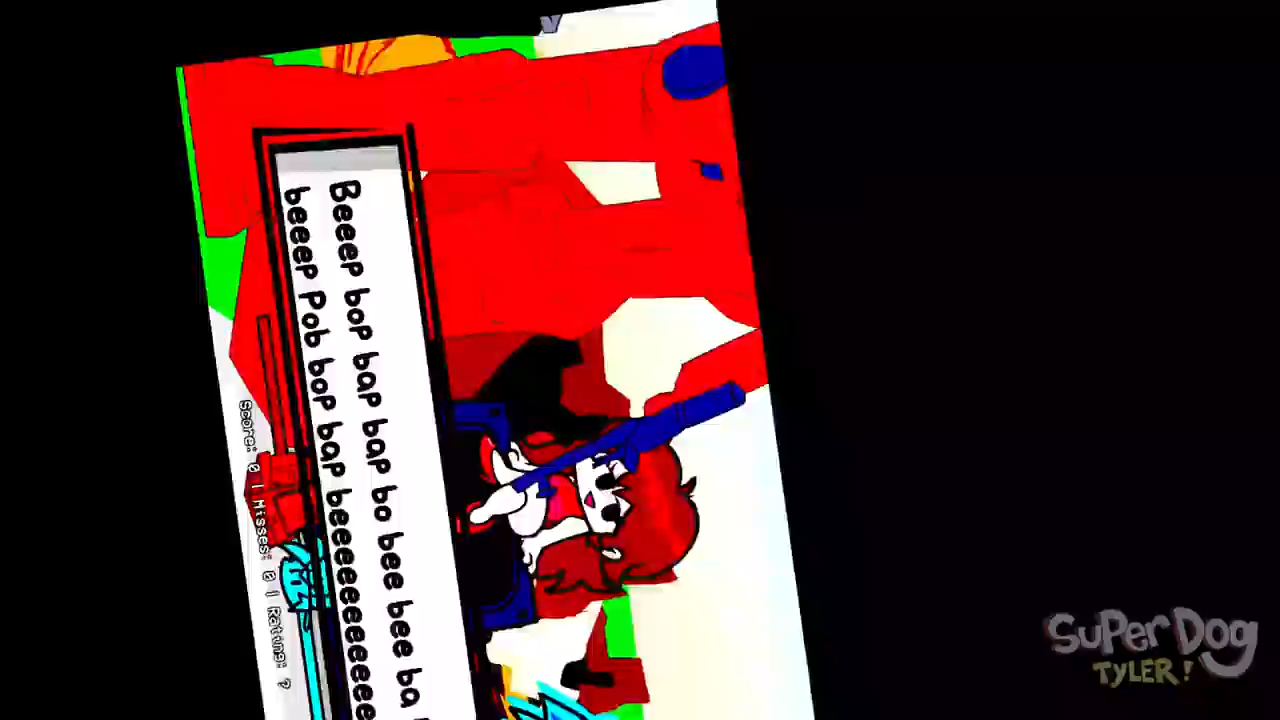 Beeep bop bap bap bo bee bee ba
beeep Pob bop bap beeeeeeeeeee
Score: 0 | Misses: 0 | Rating: ?
SUPER DOG
TYLER!